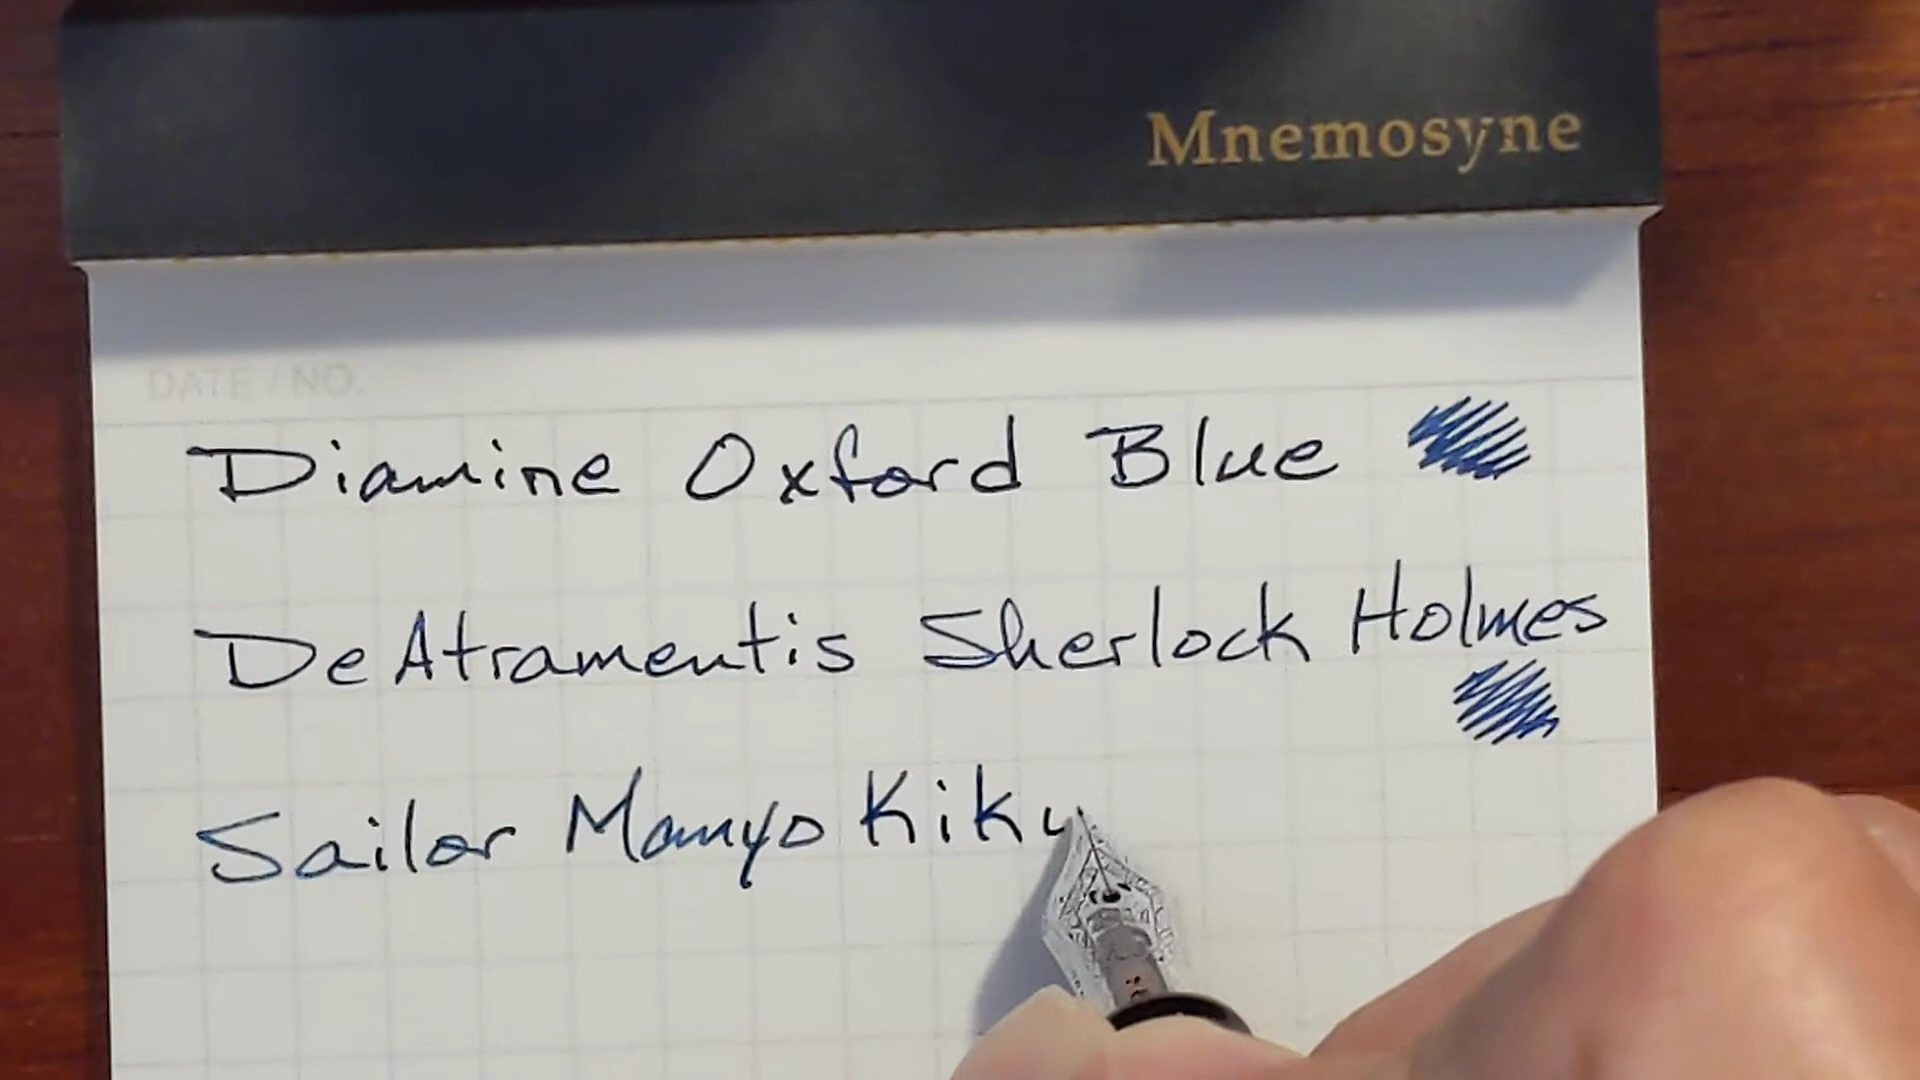 Mnemosyne
DATE / NO.
Diamine Oxford Blue
DeAtramentis Sherlock Holmes
Sailor Manyo Kiku